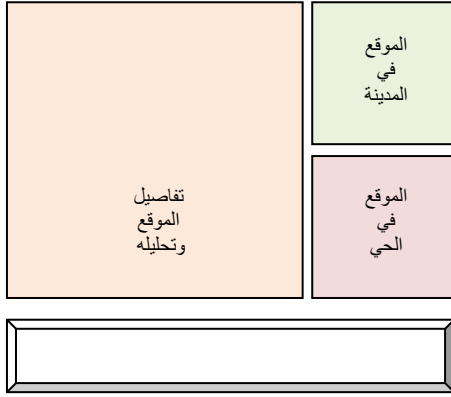 الموقع
في
المدينة
الموقع
في
الحي
تفاصيل
الموقع
وتحليله